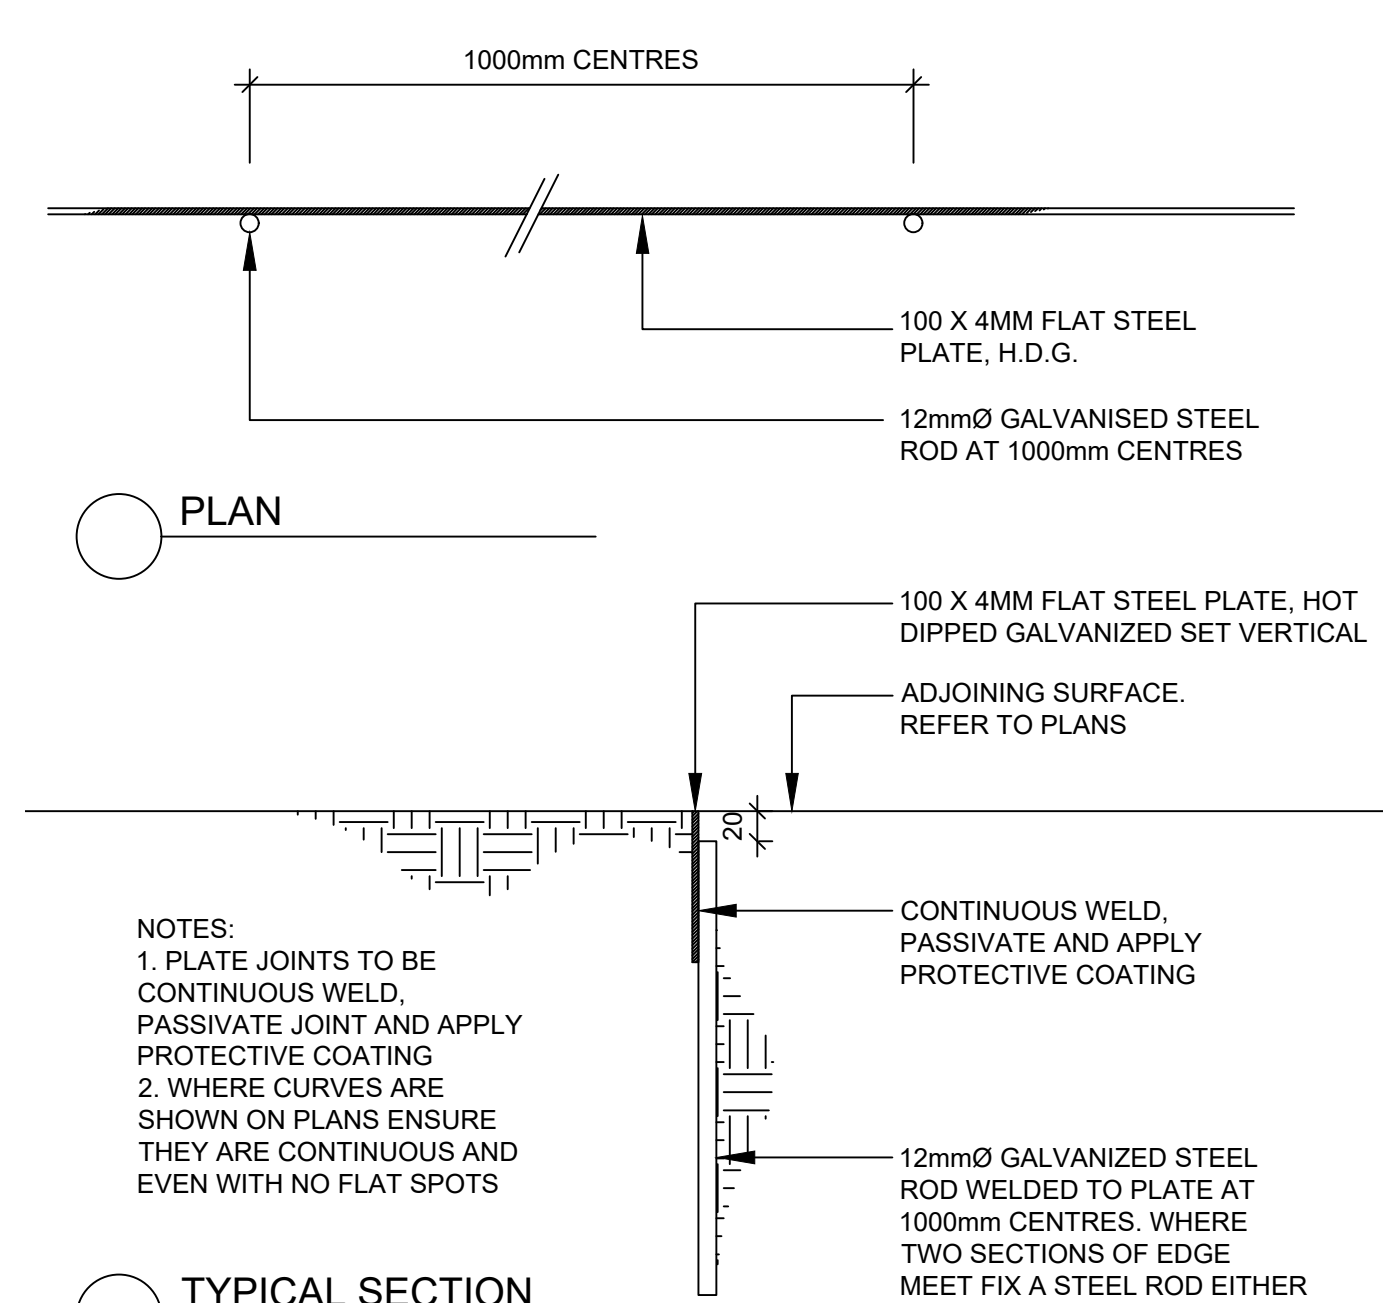 1000mm CENTRES
100 X 4MM FLAT STEEL
PLATE, H.D.G.
12mmØ GALVANISED STEEL
ROD AT 1000mm CENTRES
PLAN
100 X 4MM FLAT STEEL PLATE, HOT
DIPPED GALVANIZED SET VERTICAL
ADJOINING SURFACE.
REFER TO PLANS
20
CONTINUOUS WELD,
PASSIVATE AND APPLY
PROTECTIVE COATING
NOTES:
1. PLATE JOINTS TO BE
CONTINUOUS WELD,
PASSIVATE JOINT AND APPLY
PROTECTIVE COATING
2. WHERE CURVES ARE
SHOWN ON PLANS ENSURE
THEY ARE CONTINUOUS AND
EVEN WITH NO FLAT SPOTS
12mmØ GALVANIZED STEEL
ROD WELDED TO PLATE AT
1000mm CENTRES. WHERE
TWO SECTIONS OF EDGE
MEET FIX A STEEL ROD EITHER
TYPICAL SECTION